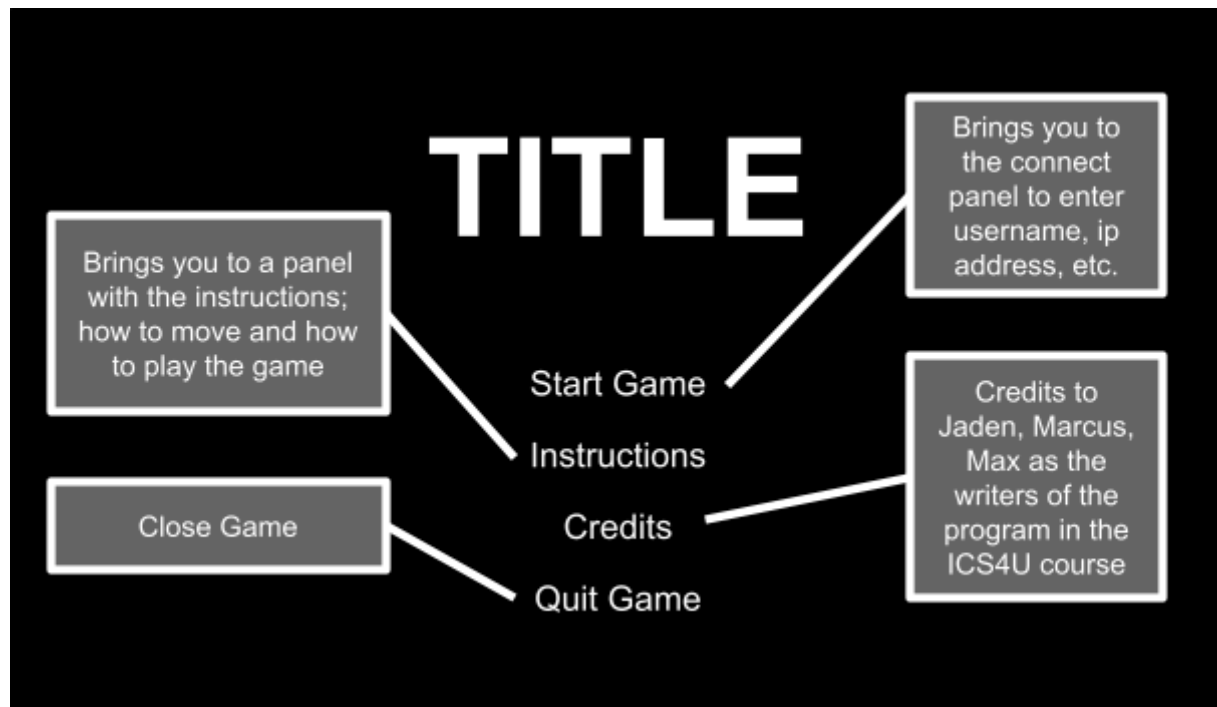 TITLE
Brings you to
the connect
panel to enter
username, ip
address, etc.
Brings you to a panel
with the instructions;
how to move and how
to play the game
Start Game
Instructions
Credits
Quit Game
Credits to
Jaden, Marcus,
Max as the
writers of the
program in the
ICS4U course
Close Game